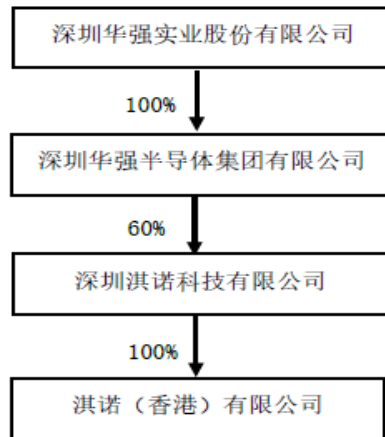 深圳华强实业股份有限公司
100%
深圳华强半导体集团有限公司
60%
深圳淇诺科技有限公司
100%
淇诺（香港）有限公司